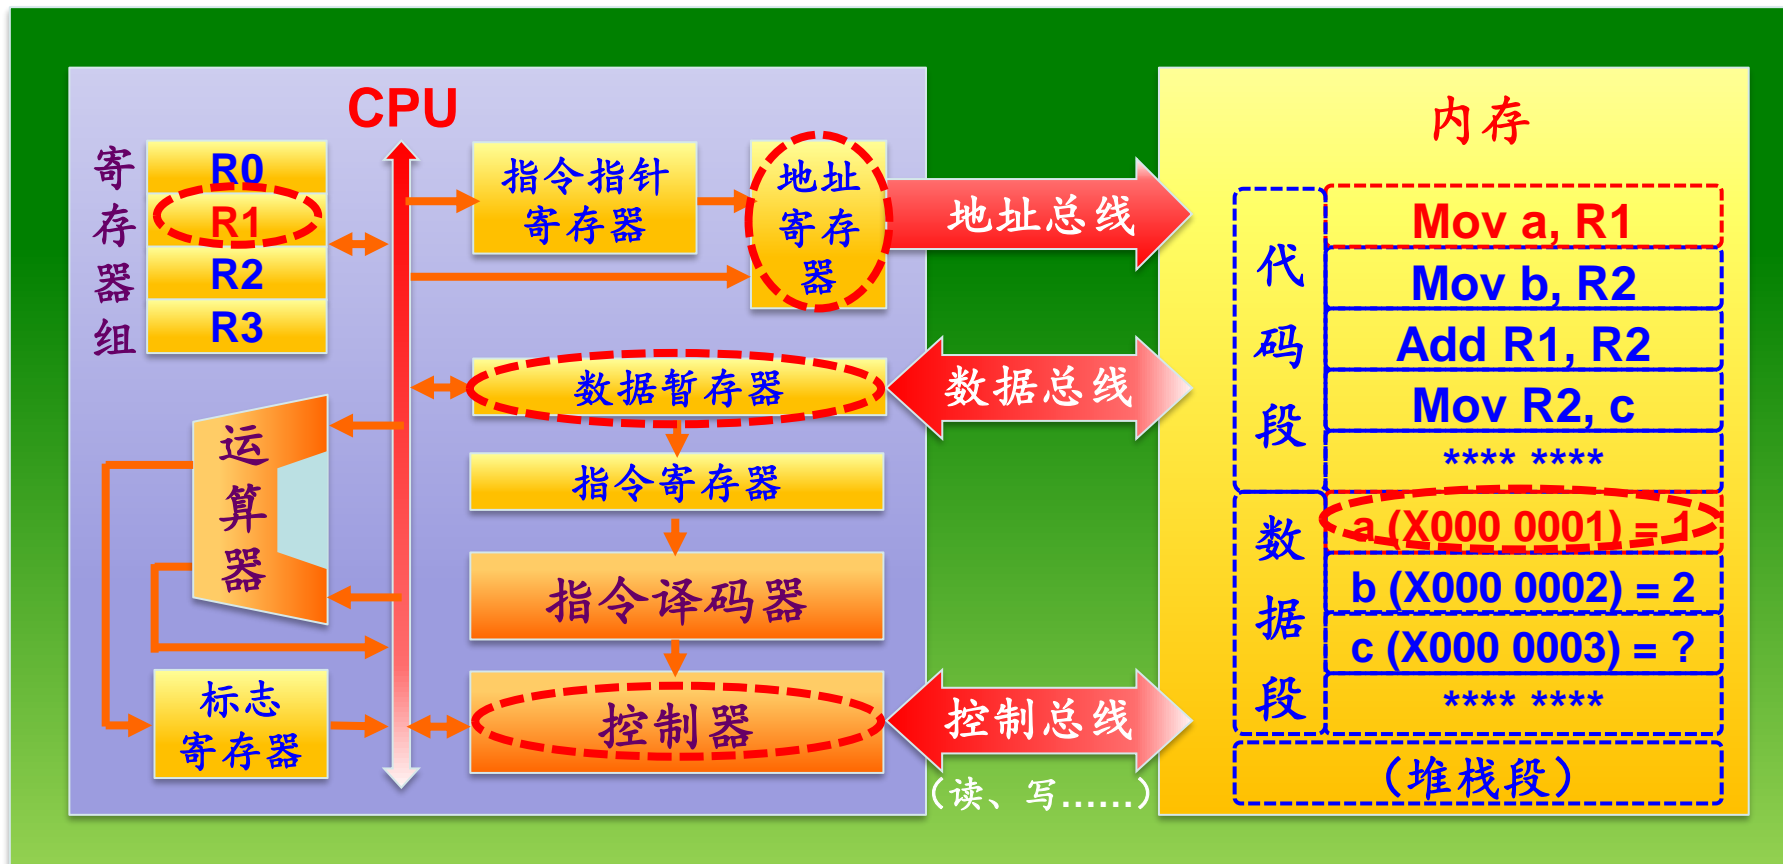 CPU
寄存器组
R0
R1
R2
R3
指令指针
寄存器
地址
寄存
器
数据暂存器
指令寄存器
指令译码器
控制器
运算器
标志
寄存器
地址总线
数据总线
控制总线
（读、写......）
内存
代码段
Mov a, R1
Mov b, R2
Add R1, R2
Mov R2, c
**** ****
数据段
a (X000 0001) = 1
b (X000 0002) = 2
c (X000 0003) = ?
**** ****
（堆栈段）